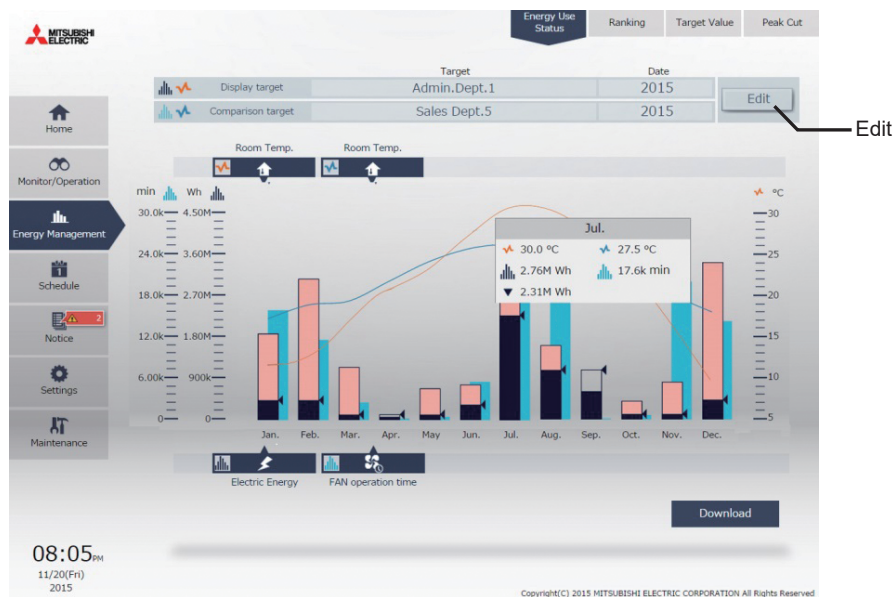 MITSUBISHI
ELECTRIC
Energy Use
Status
Ranking
Target Value
Peak Cut
Target
Date
Display target
Admin.Dept.1
2015
Comparison target
Sales Dept.5
2015
Edit
Edit
Home
Monitor/Operation
Energy Management
Schedule
1
Notice
2
Settings
Maintenance
Room Temp.
Room Temp.
min
Wh
°C
30.0k
4.50M
30
24.0k
3.60M
25
18.0k
2.70M
20
12.0k
1.80M
15
6.00k
900k
10
0
0
5
Jul.
30.0 °C
27.5 °C
2.76M Wh
17.6k min
2.31M Wh
Jan.
Feb.
Mar.
Apr.
May
Jun.
Jul.
Aug.
Sep.
Oct.
Nov.
Dec.
Electric Energy
FAN operation time
Download
08:05PM
11/20(Fri)
2015
Copyright(C) 2015 MITSUBISHI ELECTRIC CORPORATION All Rights Reserved